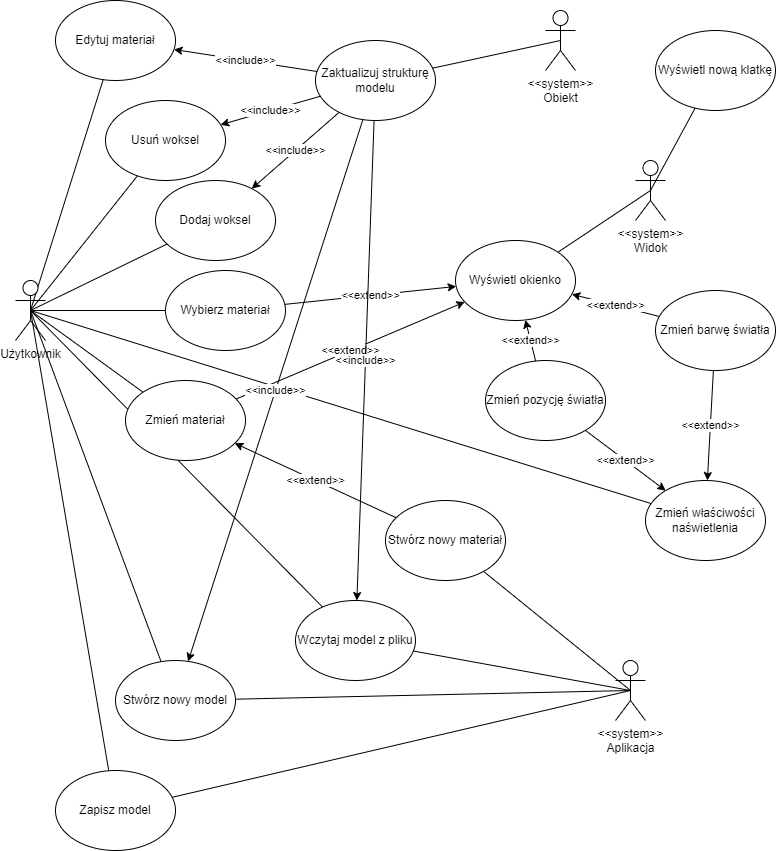 Edytuj materiał
<<include>>
Zaktualizuj strukturę
modelu
<<system>>
Obiekt
Wyświetl nową klatkę
<<include>>
Usuń woksel
<<include>>
Dodaj woksel
<<system>>
Widok
Wyświetl okienko
<<extend>>
Wybierz materiał
<<extend>>
Zmień barwę światła
Użytkownik
<<extend>>
<<extend>>
<<include>>
<<include>>
Zmień pozycję światła
Zmień materiał
<<extend>>
<<extend>>
<<extend>>
Zmień właściwości
naświetlenia
Stwórz nowy materiał
Wczytaj model z pliku
Stwórz nowy model
<<system>>
Aplikacja
Zapisz model